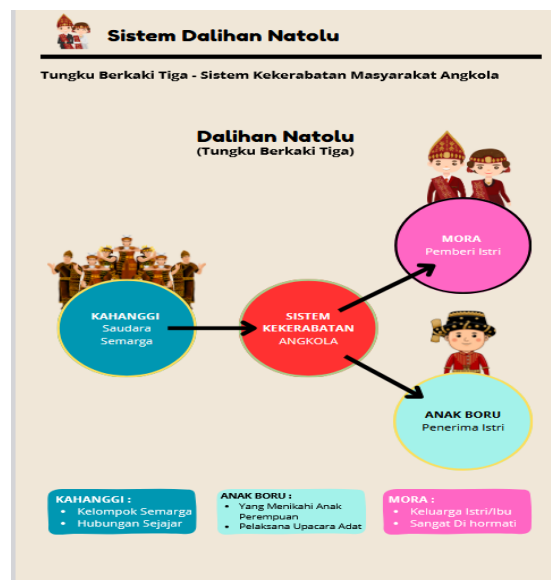 Sistem Dalihan Natolu
Tungku Berkaki Tiga - Sistem Kekerabatan Masyarakat Angkola
Dalihan Natolu
(Tungku Berkaki Tiga)
MORA
Pemberi Istri
KAHANGGI
Saudara
Semarga
SISTEM
KEKERABATAN
ANGKOLA
ANAK BORU
Penerima Istri
KAHANGGI :
• Kelompok Semarga
• Hubungan Sejajar
ANAK BORU :
• Yang Menikahi Anak
Perempuan
• Pelaksana Upacara Adat
MORA :
• Keluarga Istri/Ibu
• Sangat Di hormati